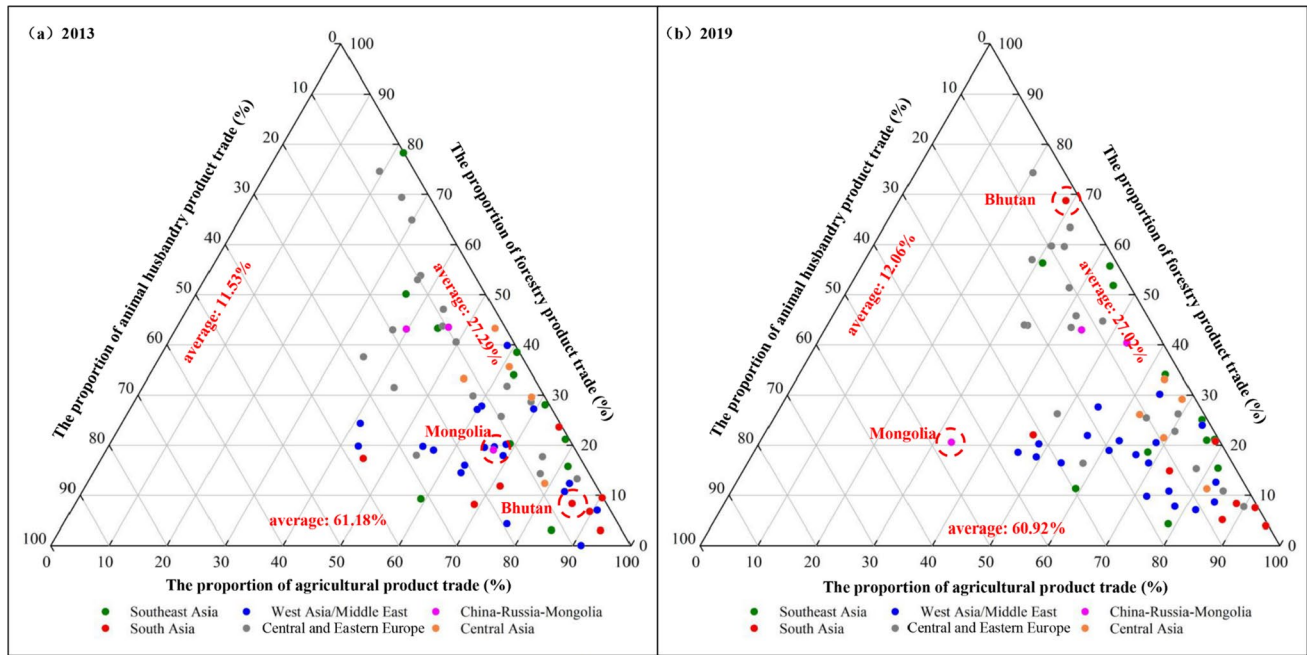 （a）2013
0
100
10
90
20
80
30
70
40
60
50
50
60
40
70
30
80
20
90
10
100
0
0
10
20
30
40
50
60
70
80
90
100
The proportion of animal husbandry product trade (%)
The proportion of forestry product trade (%)
The proportion of agricultural product trade (%)
average: 11.53%
average: 27.29%
average: 61.18%
Mongolia
Bhutan
Southeast Asia
West Asia/Middle East
China-Russia-Mongolia
South Asia
Central and Eastern Europe
Central Asia
（b）2019
0
100
10
90
20
80
30
70
40
60
50
50
60
40
70
30
80
20
90
10
100
0
0
10
20
30
40
50
60
70
80
90
100
The proportion of animal husbandry product trade (%)
The proportion of forestry product trade (%)
The proportion of agricultural product trade (%)
average: 12.06%
average: 27.02%
average: 60.92%
Bhutan
Mongolia
Southeast Asia
West Asia/Middle East
China-Russia-Mongolia
South Asia
Central and Eastern Europe
Central Asia